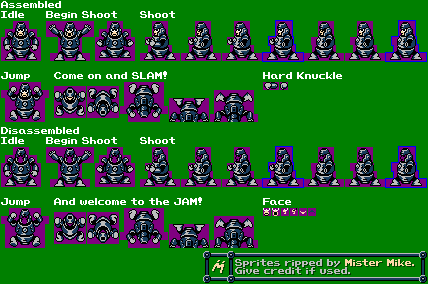 Assembled
Idle Begin Shoot Shoot
Jump Come on and SLAM! Hard Knuckle
Disassembled
Idle Begin Shoot Shoot
Jump And welcome to the JAM! Face
Sprites ripped by Mister Mike.
Give credit if used.